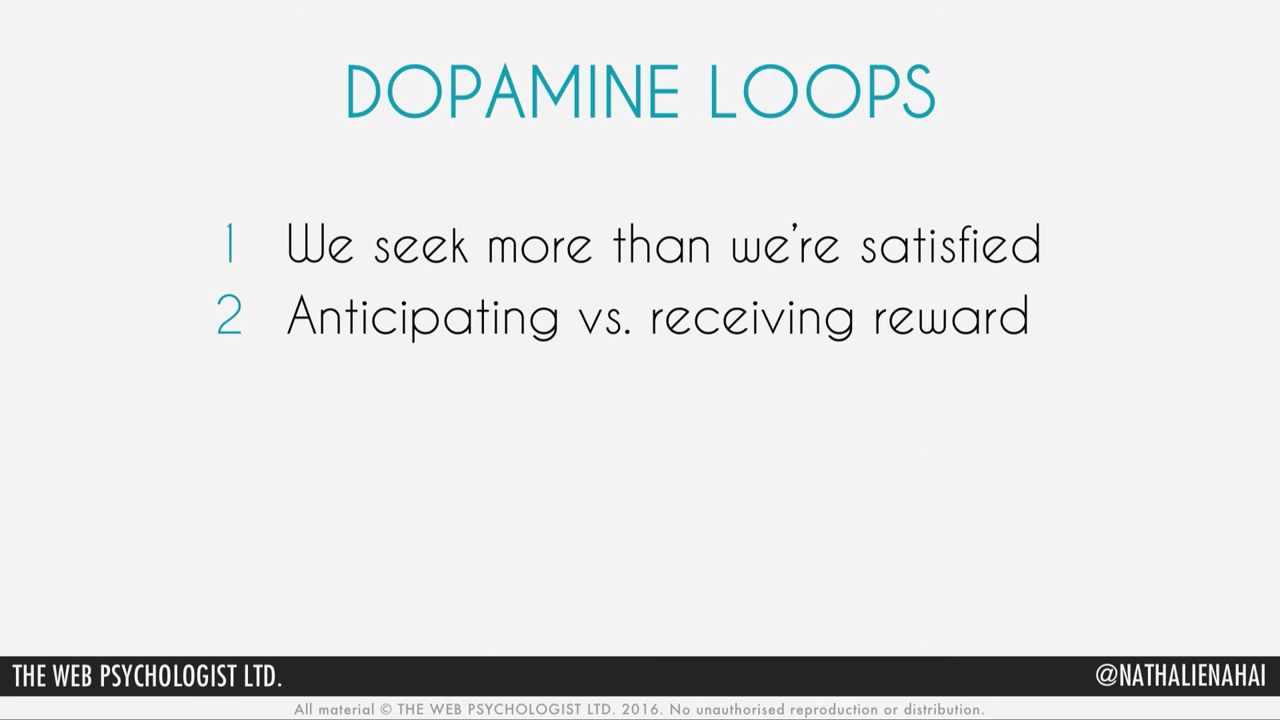 DOPAMINE LOOPS
1 We seek more than we're satisfied
2 Anticipating vs. receiving reward
THE WEB PSYCHOLOGIST LTD. @NATHALIENAHAI
All material © THE WEB PSYCHOLOGIST LTD. 2016. No unauthorised reproduction or distribution.